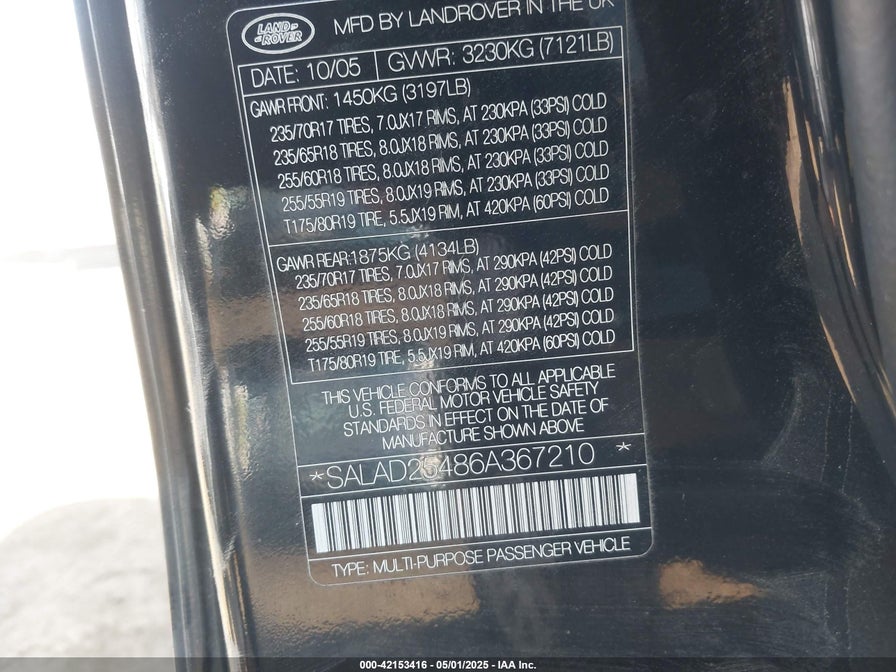 LAND
ROVER
MFD BY LANDROVER IN THE UK
DATE: 10/05 GVWR: 3230KG (7121LB)
GAWR FRONT: 1450KG (3197LB)
235/70R17 TIRES, 7.0JX17 RIMS, AT 230KPA (33PSI) COLD
235/65R18 TIRES, 8.0JX18 RIMS, AT 230KPA (33PSI) COLD
255/60R18 TIRES, 8.0JX18 RIMS, AT 230KPA (33PSI) COLD
255/55R19 TIRES, 8.0JX19 RIMS, AT 230KPA (33PSI) COLD
T175/80R19 TIRE, 5.5JX19 RIM, AT 420KPA (60PSI) COLD
GAWR REAR:1875KG (4134LB)
235/70R17 TIRES, 7.0JX17 RIMS, AT 290KPA (42PSI) COLD
235/65R18 TIRES, 8.0JX18 RIMS, AT 290KPA (42PSI) COLD
255/60R18 TIRES, 8.0JX18 RIMS, AT 290KPA (42PSI) COLD
255/55R19 TIRES, 8.0JX19 RIMS, AT 290KPA (42PSI) COLD
T175/80R19 TIRE, 5.5JX19 RIM, AT 420KPA (60PSI) COLD
THIS VEHICLE CONFORMS TO ALL APPLICABLE
U.S. FEDERAL MOTOR VEHICLE SAFETY
STANDARDS IN EFFECT ON THE DATE OF
MANUFACTURE SHOWN ABOVE
*SALAD25486A367210 *
TYPE: MULTI-PURPOSE PASSENGER VEHICLE
000-42153416 - 05/01/2025 - IAA Inc.